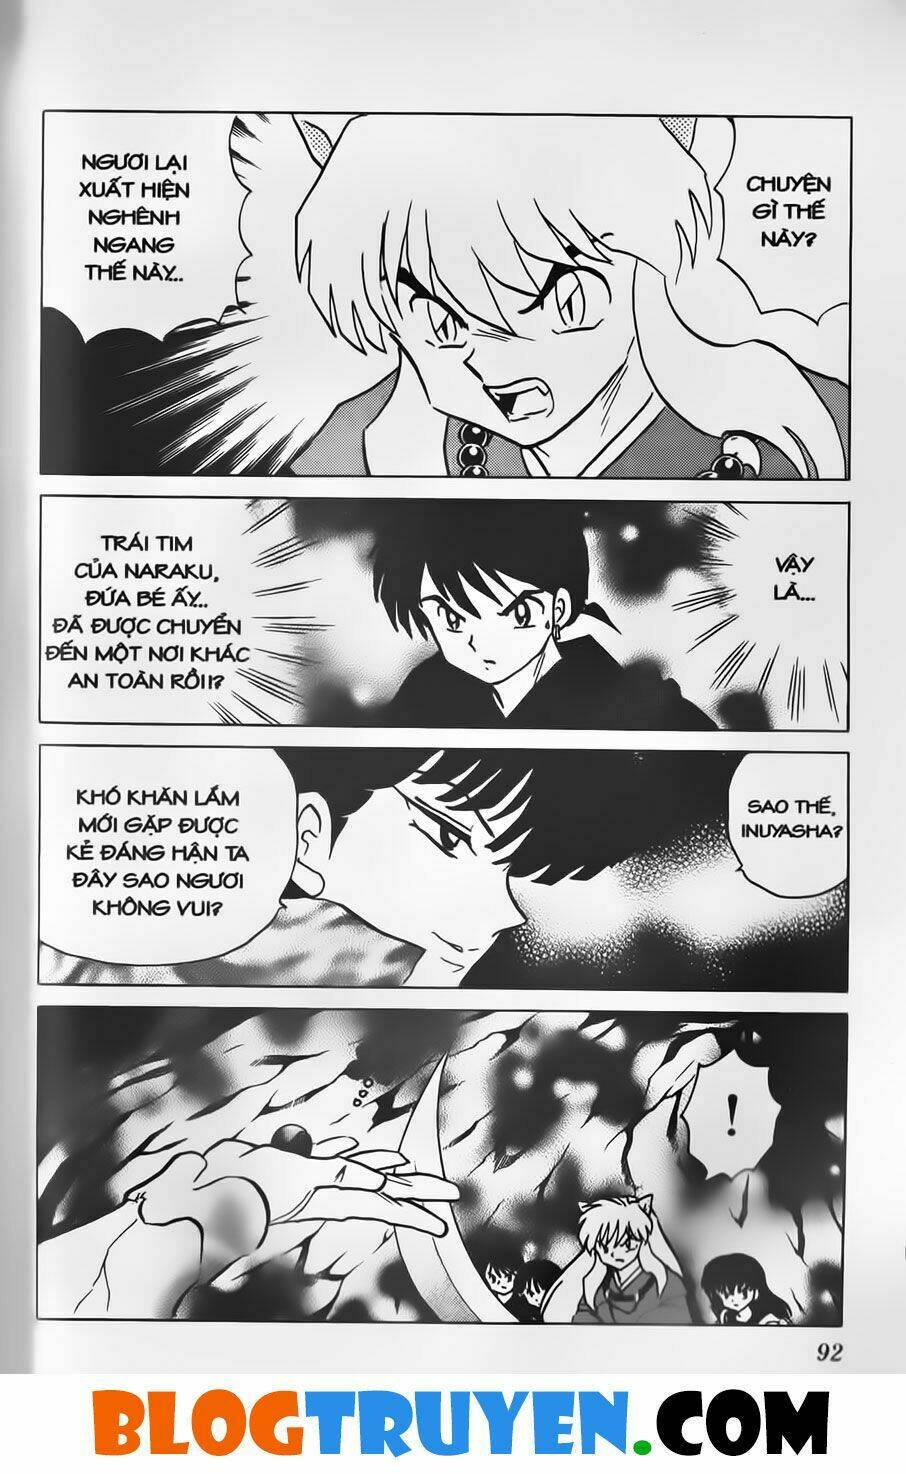 CHUYỆN
GÌ THẾ
NÀY?
NGƯƠI LẠI
XUẤT HIỆN
NGHÊNH
NGANG
THẾ NÀY...
VẬY
LÀ...
TRÁI TIM
CỦA NARAKU,
ĐỨA BÉ ẤY...
ĐÃ ĐƯỢC CHUYỂN
ĐẾN MỘT NƠI KHÁC
AN TOÀN RỒI!?
SAO THẾ,
INUYASHA?
KHÓ KHĂN LẮM
MỚI GẶP ĐƯỢC
KẺ ĐÁNG HẬN TA
ĐÂY SAO NGƯƠI
KHÔNG VUI?
!
92
BLOGTRUYEN.COM